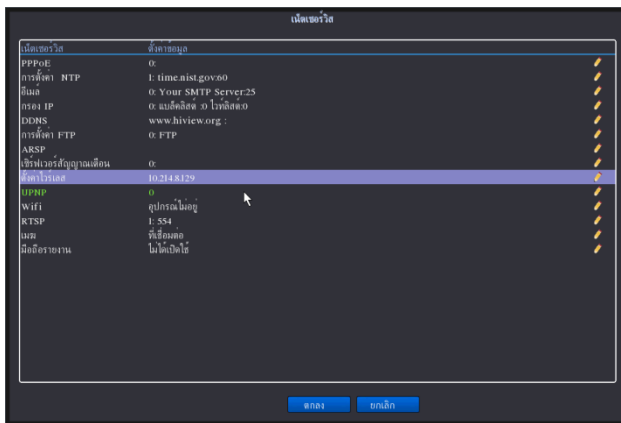 เน็ตเซอร์วิส
เน็ตเซอร์วิส ตั้งค่าข้อมูล
PPPoE 0:
การตั้งค่า NTP 1: time.nist.gov:60
อีเมล์ 0: Your SMTP Server:25
กรอง IP 0: แบล็คลิสต์ :0 ไวท์ลิสต์:0
DDNS www.hiview.org :
การตั้งค่า FTP 0: FTP
ARSP
เซิร์ฟเวอร์สัญญาณเตือน 0:
ตั้งค่าไวร์เลส 10.214.8.129
UPNP 0
Wifi อุปกรณ์ไม่อยู่
RTSP 1: 554
เมฆ ที่เชื่อมต่อ
มือถือรายงาน ไม่ได้เปิดใช้
ตกลง ยกเลิก